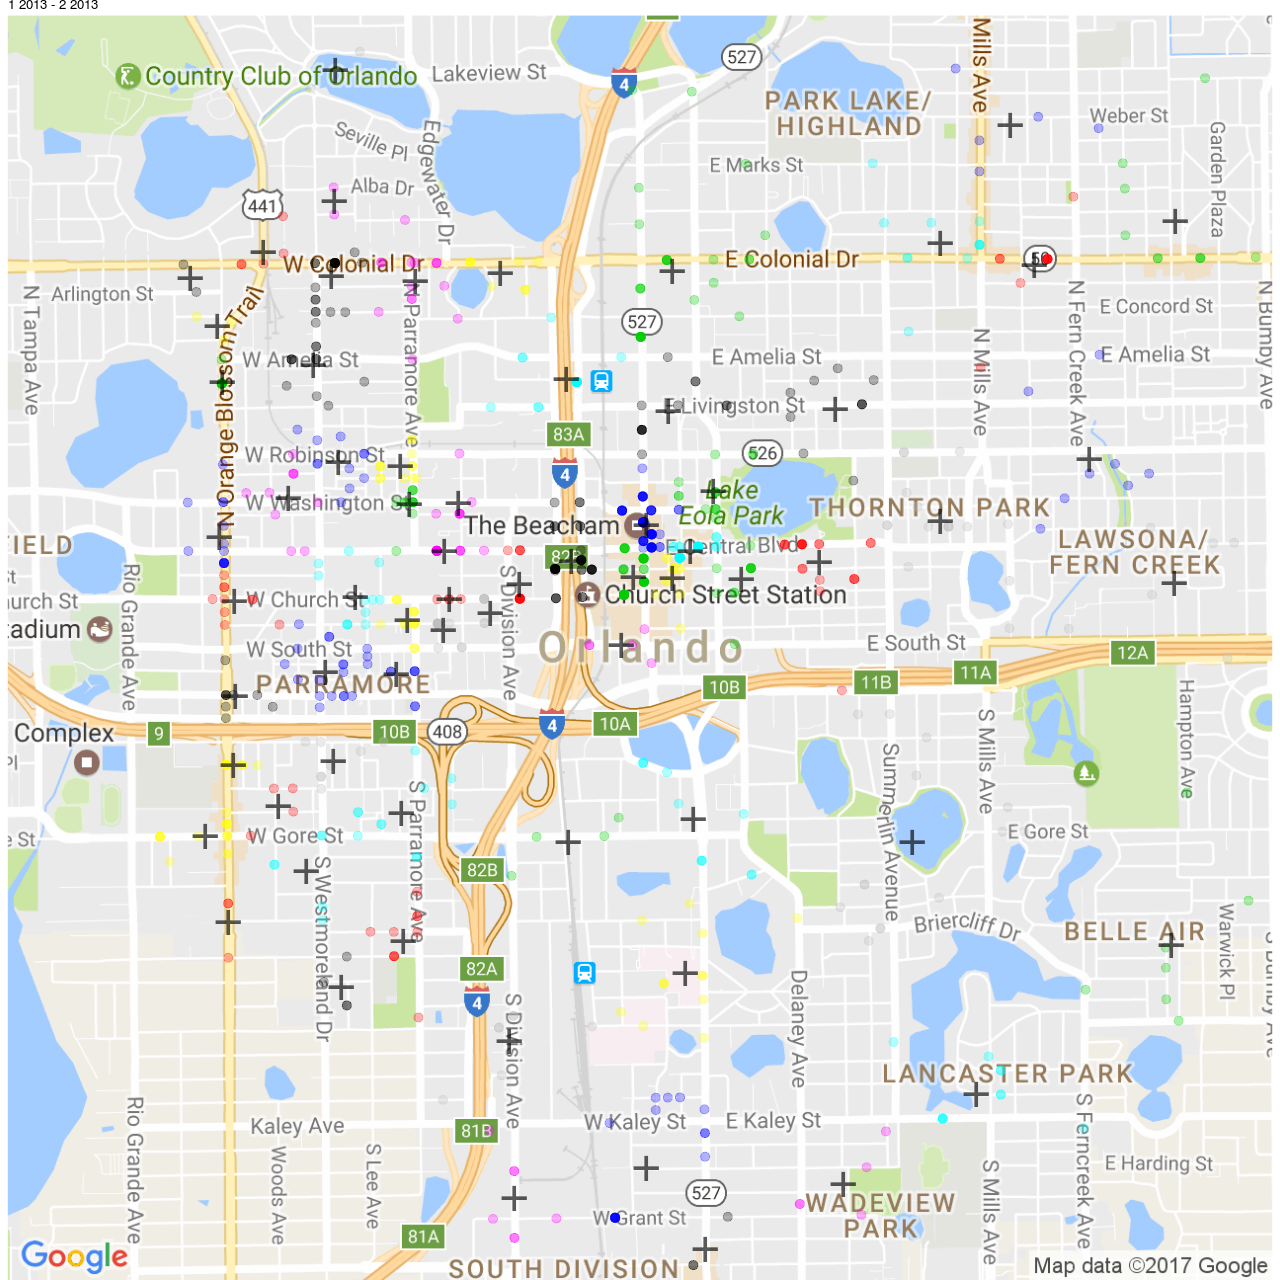 1 2013 - 2 2013
Country Club of Orlando
Lakeview St
4
527
Mills Ave
PARK LAKE/
HIGHLAND
Weber St
Seville Pl
Edgewater Dr
Garden Plaza
E Marks St
Alba Dr
441
W Colonial Dr
E Colonial Dr
Arlington St
N Tampa Ave
N Orange Blossom Trail
N Parramore Ave
527
N Mills Ave
N Fern Creek Ave
E Concord St
N Bumby Ave
W Amelia St
E Amelia St
E Amelia St
E Livingston St
83A
W Robinson St
526
4
W Washington St
Lake
Eola Park
THORNTON PARK
The Beacham
E Central Blvd
LAWSONA/
FERN CREEK
FIELD
Rio Grande Ave
S Division Ave
W Church St
Church Street Station
W South St
Orlando
E South St
12A
11A
11B
10B
PARRAMORE
Hampton Ave
Complex
9
10B
408
4
10A
S Mills Ave
Summerlin Avenue
S Parramore Ave
W Gore St
E Gore St
S Westmoreland Dr
82B
Briercliff Dr
BELLE AIR
Warwick Pl
82A
4
S Division Ave
Delaney Ave
LANCASTER PARK
Rio Grande Ave
Kaley Ave
81B
W Kaley St
E Kaley St
S Ferncreek Ave
Woods Ave
S Lee Ave
E Harding St
S Mills Ave
527
WADEVIEW
PARK
W Grant St
81A
SOUTH DIVISION
Google
Map data ©2017 Google